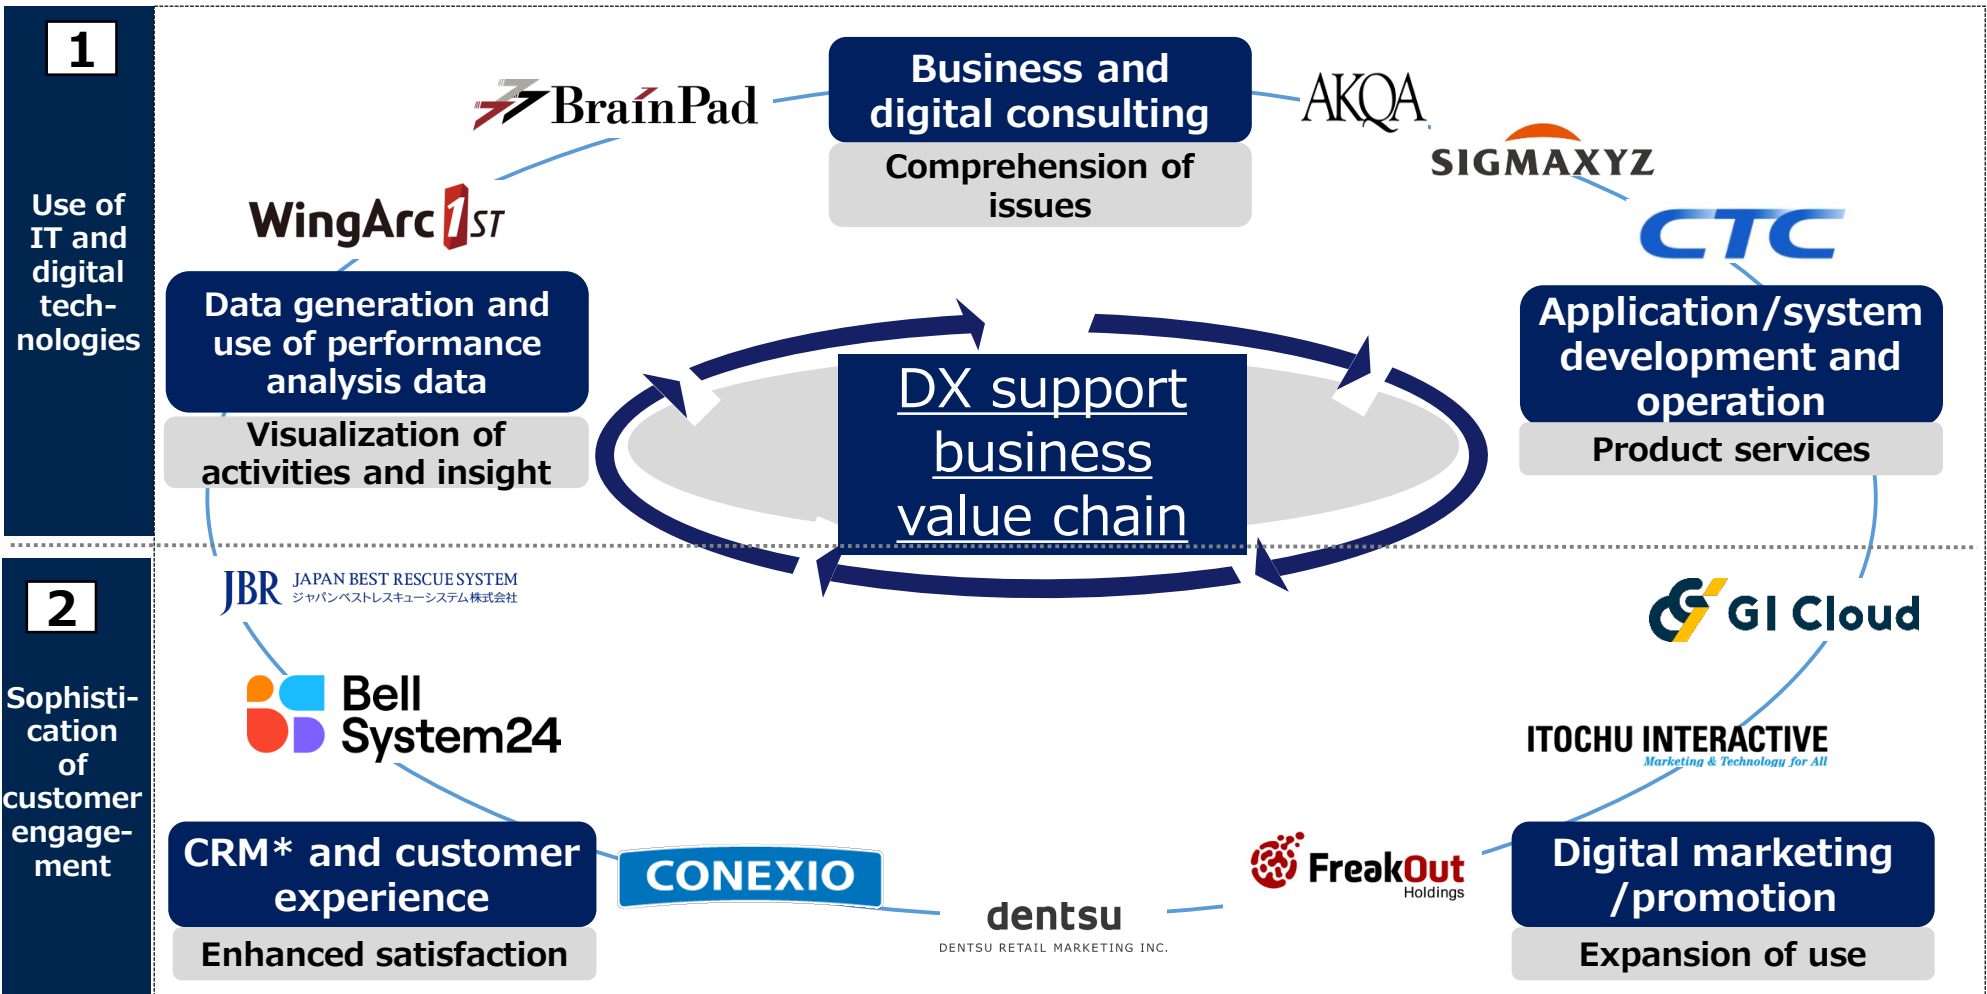 1
Use of
IT and
digital
tech-
nologies
BrainPad
Business and
digital consulting
Comprehension of
issues
AKQA
SIGMAXYZ
WingArc 1ST
CTC
Data generation and
use of performance
analysis data
Visualization of
activities and insight
DX support
business
value chain
Application/system
development and
operation
Product services
2
Sophisti-
cation
of
customer
engage-
ment
JBR
JAPAN BEST RESCUE SYSTEM
ジャパンベストレスキューシステム株式会社
Bell
System24
GI Cloud
ITOCHU INTERACTIVE
Marketing & Technology for All
CRM* and customer
experience
Enhanced satisfaction
CONEXIO
dentsu
DENTSU RETAIL MARKETING INC.
FreakOut
Holdings
Digital marketing
/promotion
Expansion of use